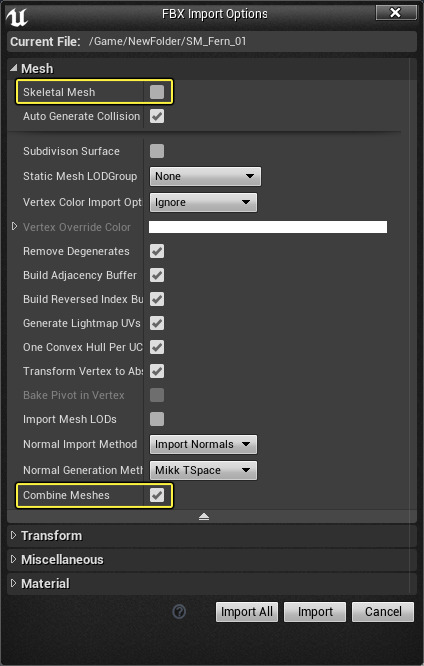 FBX Import Options
Current File: /Game/NewFolder/SM_Fern_01
Mesh
Skeletal Mesh
Auto Generate Collision
Subdivison Surface
Static Mesh LODGroup None
Vertex Color Import Opt Ignore
Vertex Override Color
Remove Degenerates
Build Adjacency Buffer
Build Reversed Index Bu
Generate Lightmap UVs
One Convex Hull Per UC
Transform Vertex to Abs
Bake Pivot in Vertex
Import Mesh LODs
Normal Import Method Import Normals
Normal Generation Meth Mikk TSpace
Combine Meshes
Transform
Miscellaneous
Material
? Import All Import Cancel